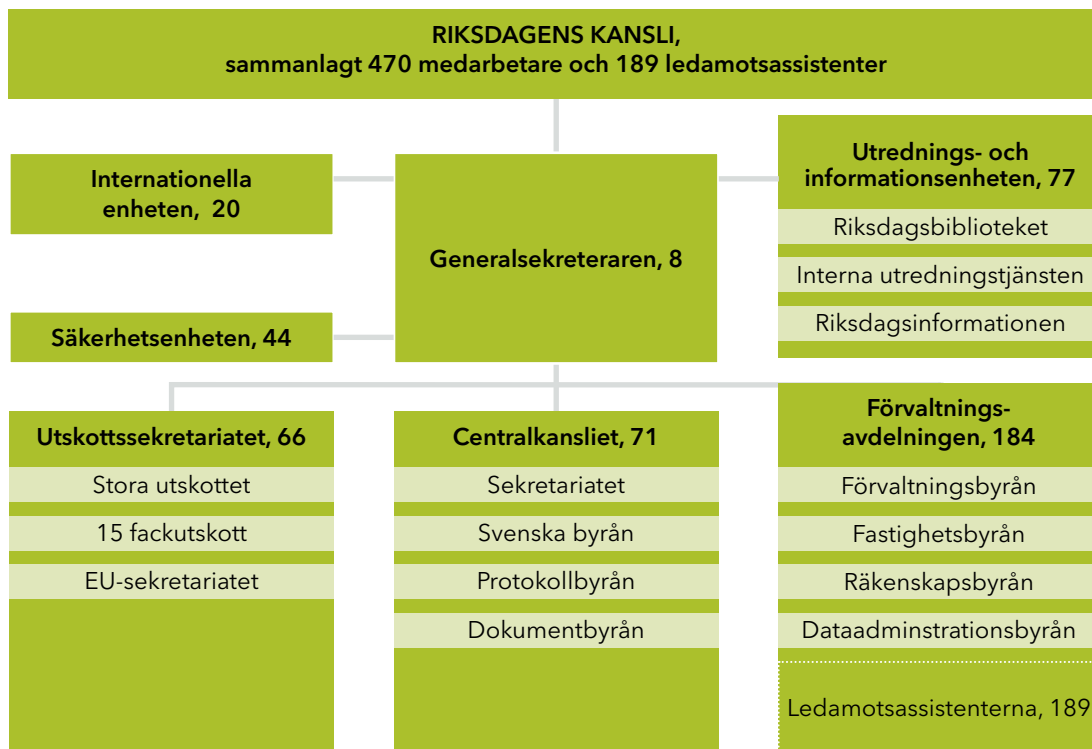 RIKSDAGENS KANSLI,
sammanlagt 470 medarbetare och 189 ledamotsassistenter
Internationella
enheten, 20
Generalsekreteraren, 8
Utrednings- och
informationsenheten, 77
Riksdagsbiblioteket
Interna utredningstjänsten
Riksdagsinformationen
Säkerhetsenheten, 44
Utskottssekretariatet, 66
Stora utskottet
15 fackutskott
EU-sekretariatet
Centralkansliet, 71
Sekretariatet
Svenska byrån
Protokollbyrån
Dokumentbyrån
Förvaltnings-
avdelningen, 184
Förvaltningsbyrån
Fastighetsbyrån
Räkenskapsbyrån
Dataadminstrationsbyrån
Ledamotsassistenterna, 189